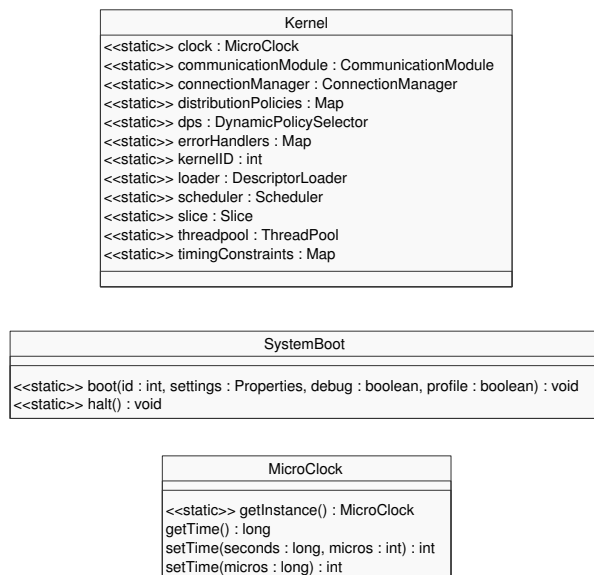 Kernel
<<static>> clock : MicroClock
<<static>> communicationModule : CommunicationModule
<<static>> connectionManager : ConnectionManager
<<static>> distributionPolicies : Map
<<static>> dps : DynamicPolicySelector
<<static>> errorHandlers : Map
<<static>> kernelID : int
<<static>> loader : DescriptorLoader
<<static>> scheduler : Scheduler
<<static>> slice : Slice
<<static>> threadpool : ThreadPool
<<static>> timingConstraints : Map
SystemBoot
<<static>> boot(id : int, settings : Properties, debug : boolean, profile : boolean) : void
<<static>> halt() : void
MicroClock
<<static>> getInstance() : MicroClock
getTime() : long
setTime(seconds : long, micros : int) : int
setTime(micros : long) : int